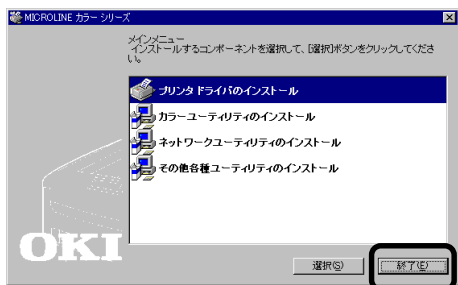 MICROLINE カラー シリーズ
メインメニュー
インストールするコンポーネントを選択して、[選択]ボタンをクリックしてくださ
い。
プリンタ ドライバのインストール
カラーユーティリティのインストール
ネットワークユーティリティのインストール
その他各種ユーティリティのインストール
OKI
選択(S)
終了(E)